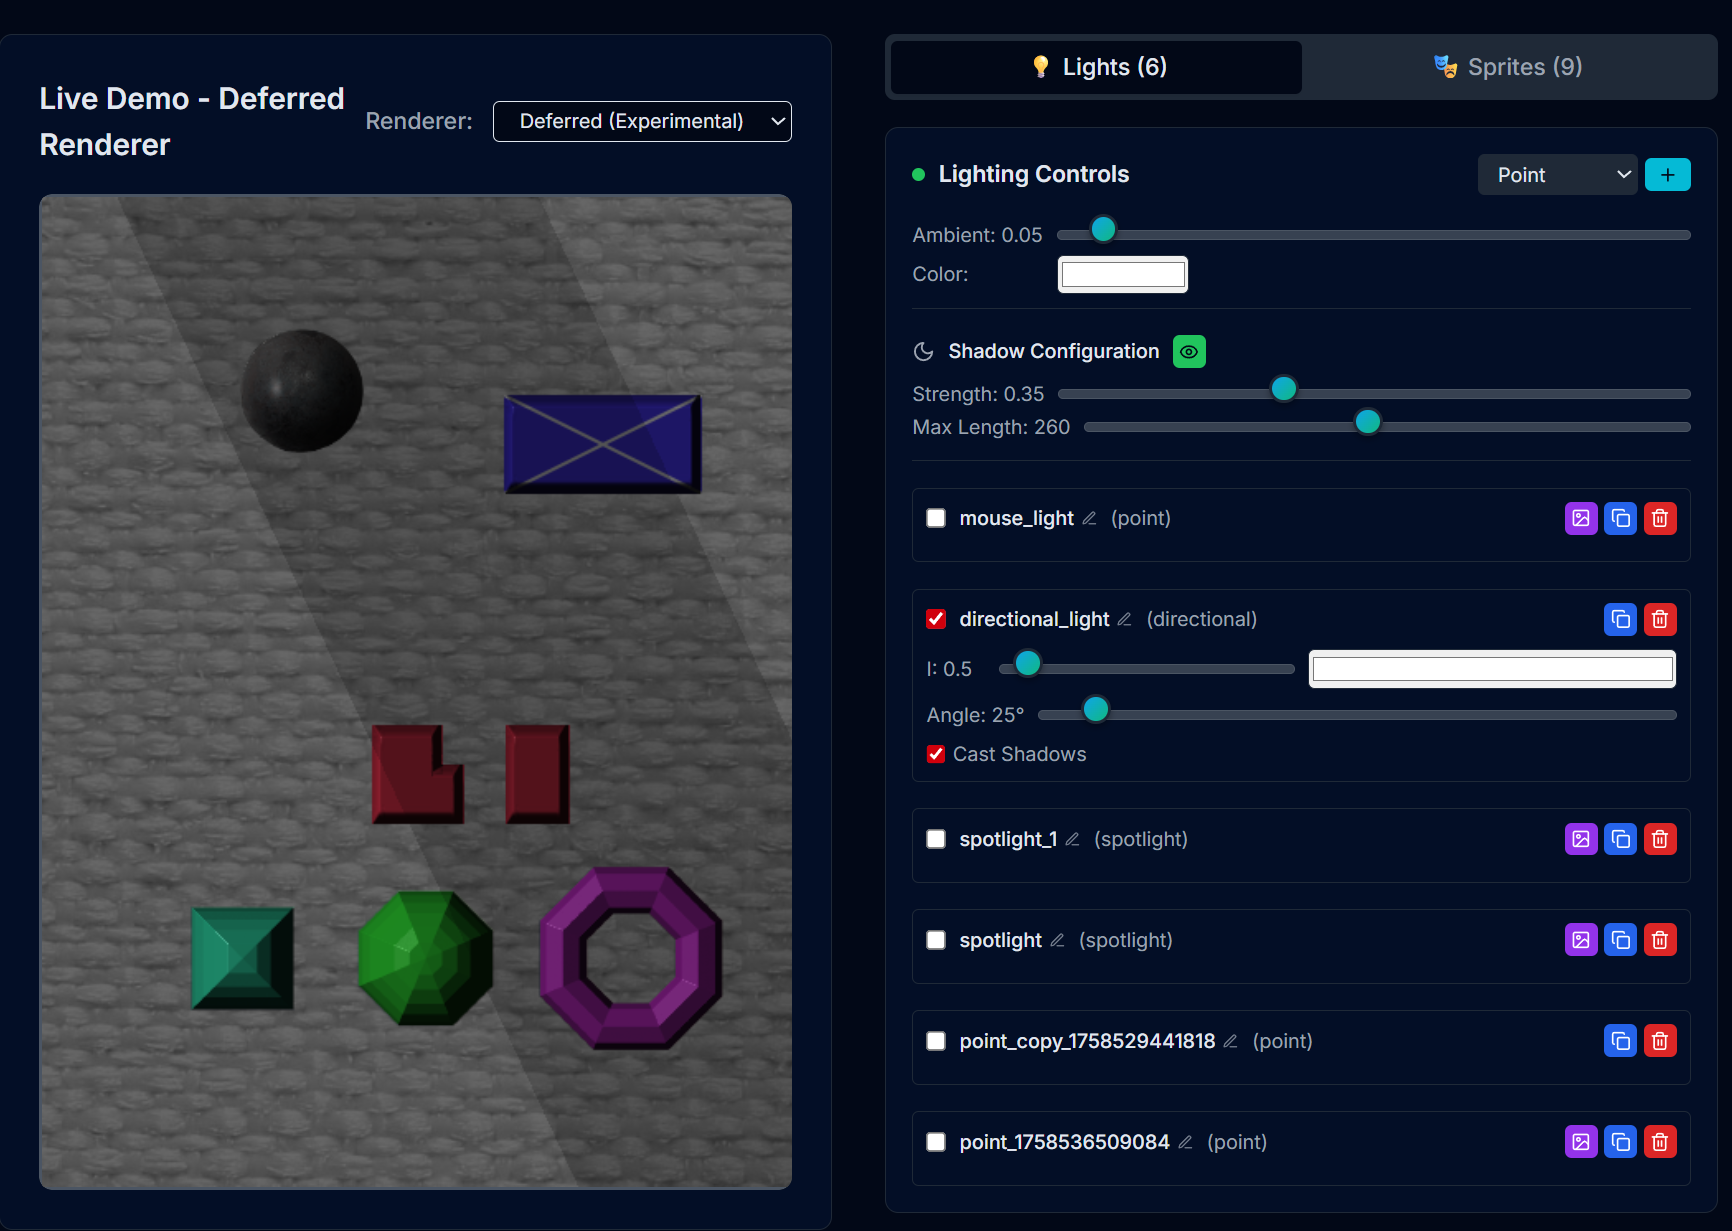 Live Demo - Deferred
Renderer
Renderer:
Deferred (Experimental)
Lights (6)
Sprites (9)
Lighting Controls
Point
+
Ambient: 0.05
Color:
Shadow Configuration
Strength: 0.35
Max Length: 260
mouse_light (point)
directional_light (directional)
I: 0.5
Angle: 25°
Cast Shadows
spotlight_1 (spotlight)
spotlight (spotlight)
point_copy_1758529441818 (point)
point_1758536509084 (point)